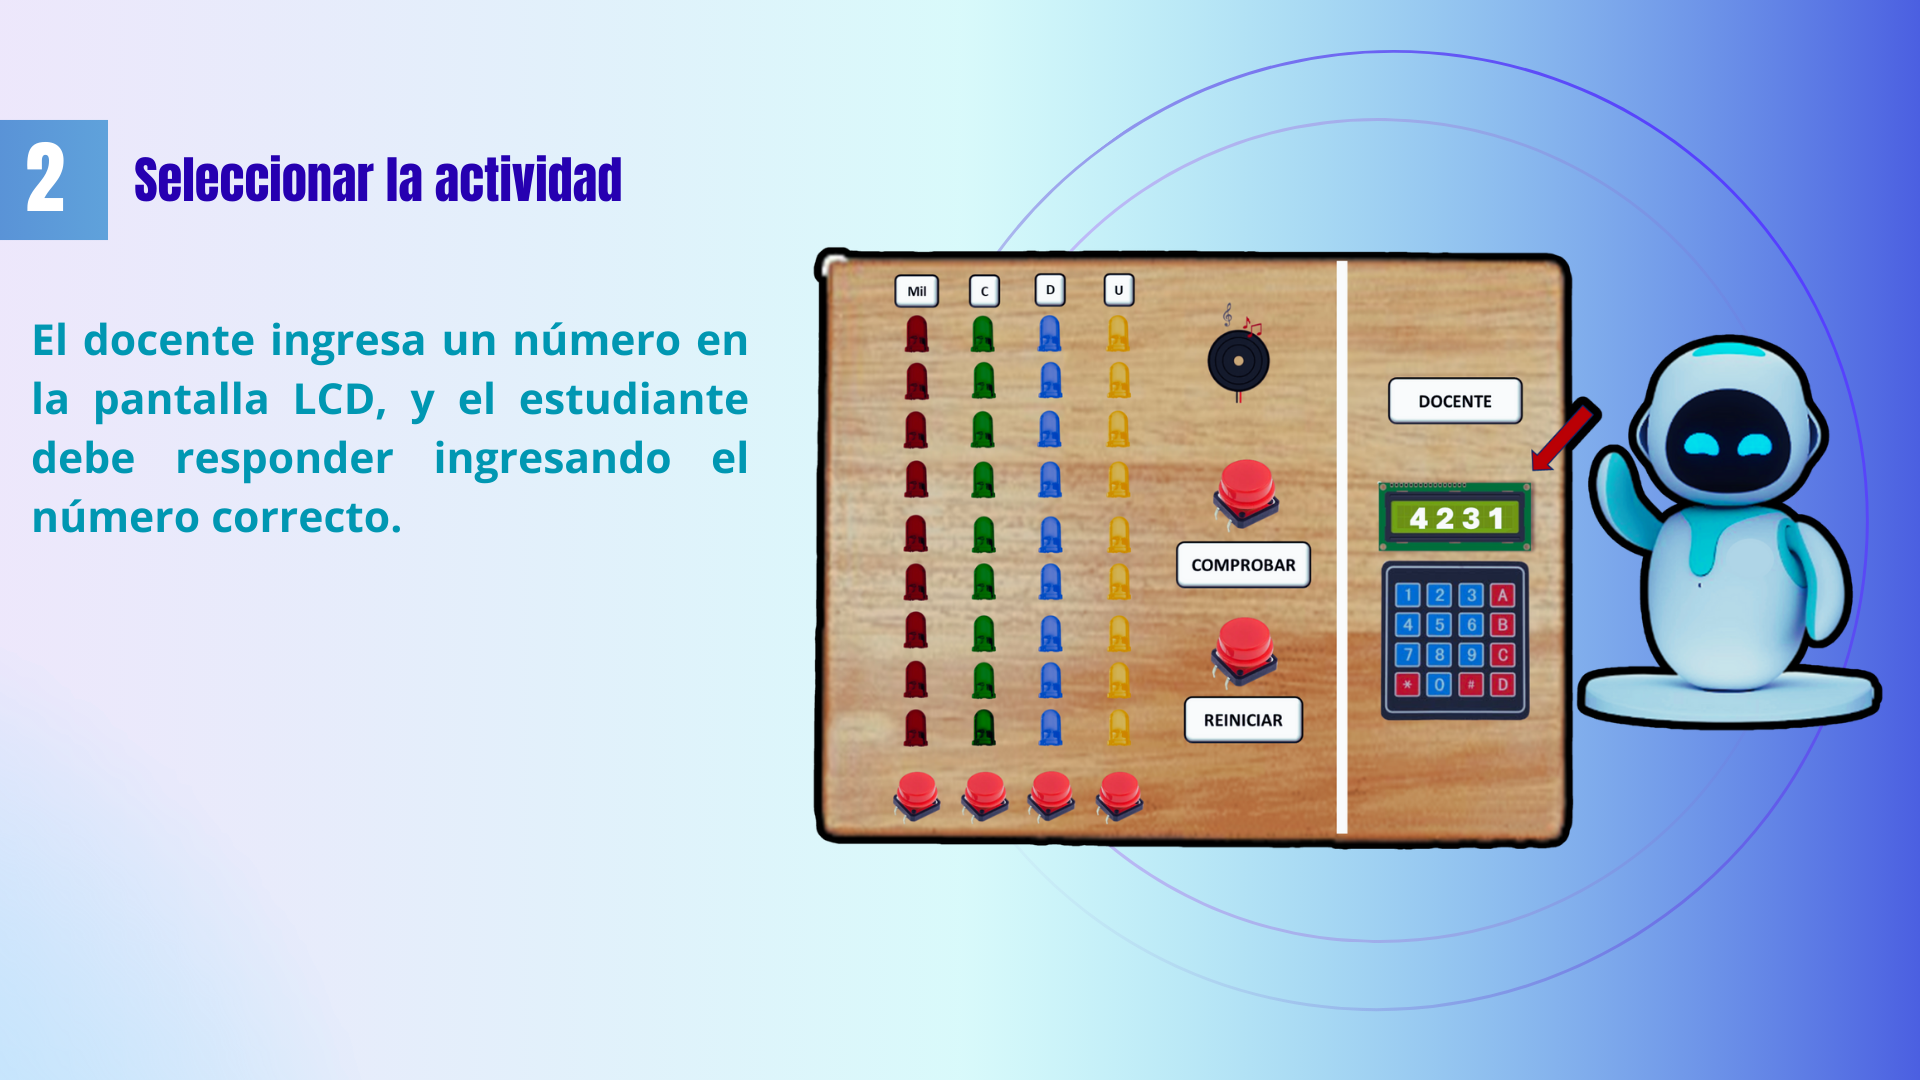 2
Seleccionar la actividad
El docente ingresa un número en
la pantalla LCD, y el estudiante
debe responder ingresando el
número correcto.
Mil C D U
DOCENTE
4231
COMPROBAR
1 2 3 A
4 5 6 B
7 8 9 C
* 0 # D
REINICIAR